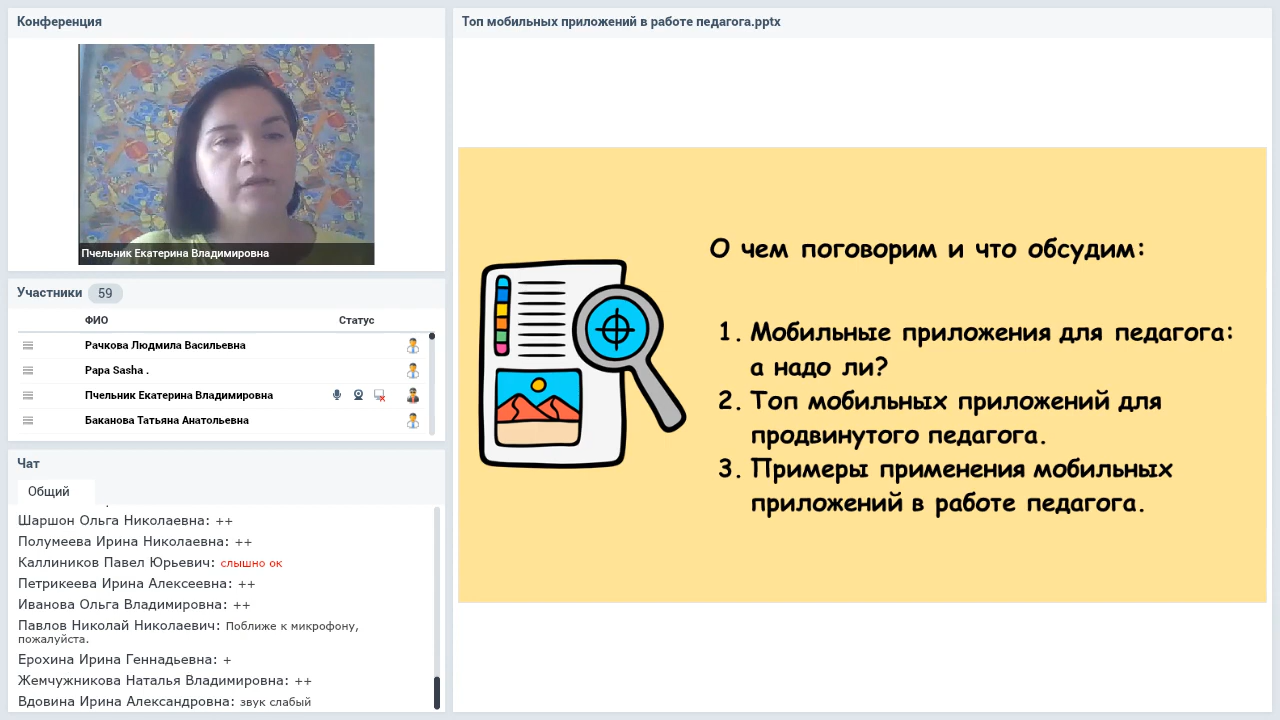 Конференция
Пчельник Екатерина Владимировна
Участники 59
ФИО Статус
Рачкова Людмила Васильевна
Papa Sasha .
Пчельник Екатерина Владимировна
Баканова Татьяна Анатольевна
Чат
Общий
Шаршон Ольга Николаевна: ++
Полумеева Ирина Николаевна: ++
Каллиников Павел Юрьевич: слышно ок
Петрикеева Ирина Алексеевна: ++
Иванова Ольга Владимировна: ++
Павлов Николай Николаевич: Поближе к микрофону,
пожалуйста.
Ерохина Ирина Геннадьевна: +
Жемчужникова Наталья Владимировна: ++
Вдовина Ирина Александровна: звук слабый
Топ мобильных приложений в работе педагога.pptx
О чем поговорим и что обсудим:
1. Мобильные приложения для педагога:
а надо ли?
2. Топ мобильных приложений для
продвинутого педагога.
3. Примеры применения мобильных
приложений в работе педагога.